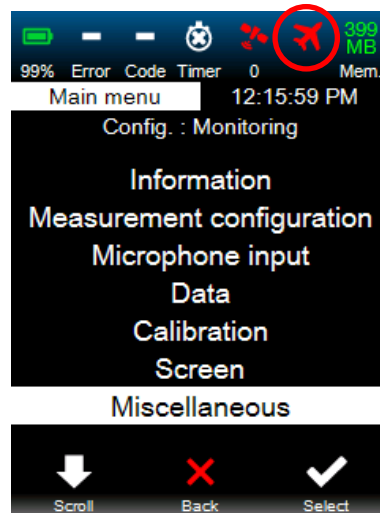 399
MB
99% Error Code Timer 0 Mem.
Main menu 12:15:59 PM
Config. : Monitoring
Information
Measurement configuration
Microphone input
Data
Calibration
Screen
Miscellaneous
Scroll Back Select